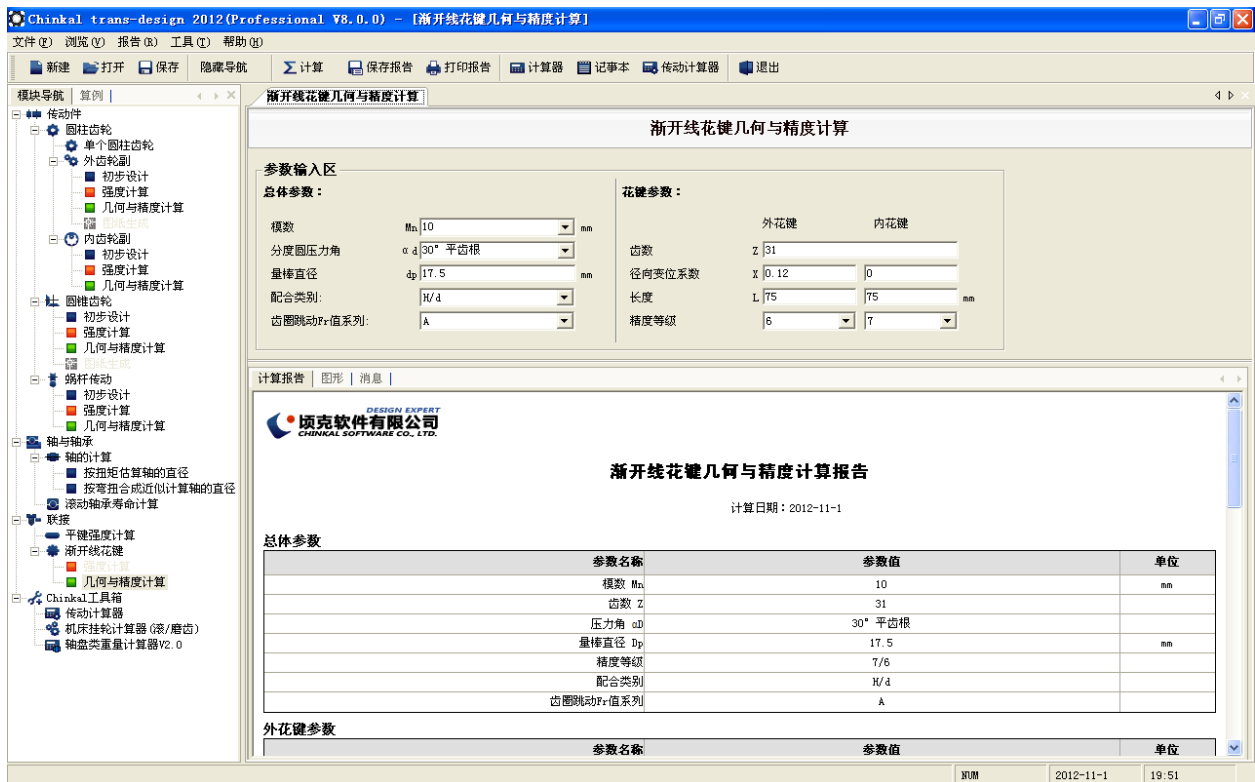 Chinkal trans-design 2012(Professional V8.0.0) - [渐开线花键几何与精度计算]
文件(F) 浏览(V) 报告(R) 工具(T) 帮助(H)
新建 打开 保存 隐藏导航 计算 保存报告 打印报告 计算器 记事本 传动计算器 退出
模块导航 算例
传动件
圆柱齿轮
单个圆柱齿轮
外齿轮副
初步设计
强度计算
几何与精度计算
图纸生成
内齿轮副
初步设计
强度计算
几何与精度计算
圆锥齿轮
初步设计
强度计算
几何与精度计算
图纸生成
蜗杆传动
初步设计
强度计算
几何与精度计算
轴与轴承
轴的计算
按扭矩估算轴的直径
按弯扭合成近似计算轴的直径
滚动轴承寿命计算
联接
平键强度计算
渐开线花键
强度计算
几何与精度计算
Chinkal工具箱
传动计算器
机床挂轮计算器(滚/磨齿)
轴盘类重量计算器V2.0
渐开线花键几何与精度计算
渐开线花键几何与精度计算
参数输入区
总体参数：
模数 Mn 10 mm
分度圆压力角 αd 30° 平齿根
量棒直径 dp 17.5 mm
配合类别: H/d
齿圈跳动Fr值系列: A
花键参数：
外花键 内花键
齿数 Z 31
径向变位系数 X 0.12 0
长度 L 75 75 mm
精度等级 6 7
计算报告 图形 消息
DESIGN EXPERT
顷克软件有限公司
CHINKAL SOFTWARE CO., LTD.
渐开线花键几何与精度计算报告
计算日期：2012-11-1
总体参数
参数名称 参数值 单位
模数 Mn 10 mm
齿数 Z 31
压力角 αD 30° 平齿根
量棒直径 Dp 17.5 mm
精度等级 7/6
配合类别 H/d
齿圈跳动Fr值系列 A
外花键参数
参数名称 参数值 单位
NUM 2012-11-1 19:51